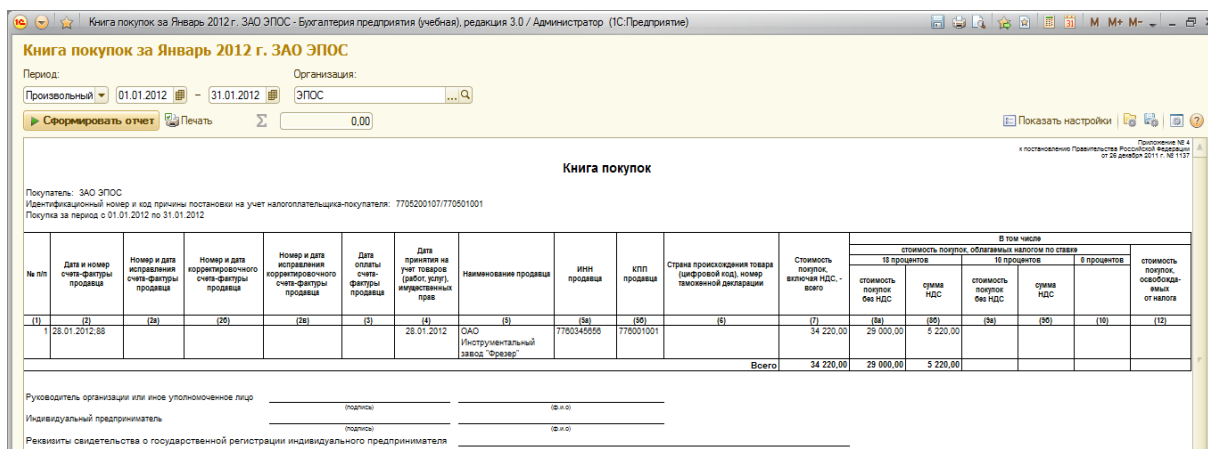 Книга покупок за Январь 2012 г. ЗАО ЭПОС - Бухгалтерия предприятия (учебная), редакция 3.0 / Администратор (1С:Предприятие)
M M+ M-
Книга покупок за Январь 2012 г. ЗАО ЭПОС
Период: Организация:
Произвольный 01.01.2012 – 31.01.2012 ЭПОС ...
Сформировать отчет Печать Σ 0,00 Показать настройки
Приложение № 4
к постановлению Правительства Российской Федерации
от 26 декабря 2011 г. № 1137
Книга покупок
Покупатель: ЗАО ЭПОС
Идентификационный номер и код причины постановки на учет налогоплательщика-покупателя: 7705200107/770501001
Покупка за период с 01.01.2012 по 31.01.2012
№ п/п
Дата и номер
счета-фактуры
продавца
Номер и дата
исправления
счета-фактуры
продавца
Номер и дата
корректировочного
счета-фактуры
продавца
Номер и дата
исправления
корректировочного
счета-фактуры
продавца
Дата
оплаты
счета-
фактуры
продавца
Дата
принятия на
учет товаров
(работ, услуг),
имущественных
прав
Наименование продавца
ИНН
продавца
КПП
продавца
Страна происхождения товара
(цифровой код), номер
таможенной декларации
Стоимость
покупок,
включая НДС, -
всего
В том числе
стоимость покупок, облагаемых налогом по ставке
18 процентов
10 процентов
0 процентов
стоимость
покупок
без НДС
сумма
НДС
стоимость
покупок
без НДС
сумма
НДС
стоимость
покупок,
освобожда-
емых
от налога
(1) (2) (2а) (2б) (2в) (3) (4) (5) (5а) (5б) (6) (7) (8а) (8б) (9а) (9б) (10) (12)
1 28.01.2012;88 28.01.2012 ОАО 7760345656 776001001 34 220,00 29 000,00 5 220,00
Инструментальный
завод "Фрезер"
Всего 34 220,00 29 000,00 5 220,00
Руководитель организации или иное уполномоченное лицо
(подпись) (ф.и.о)
Индивидуальный предприниматель
(подпись) (ф.и.о)
Реквизиты свидетельства о государственной регистрации индивидуального предпринимателя